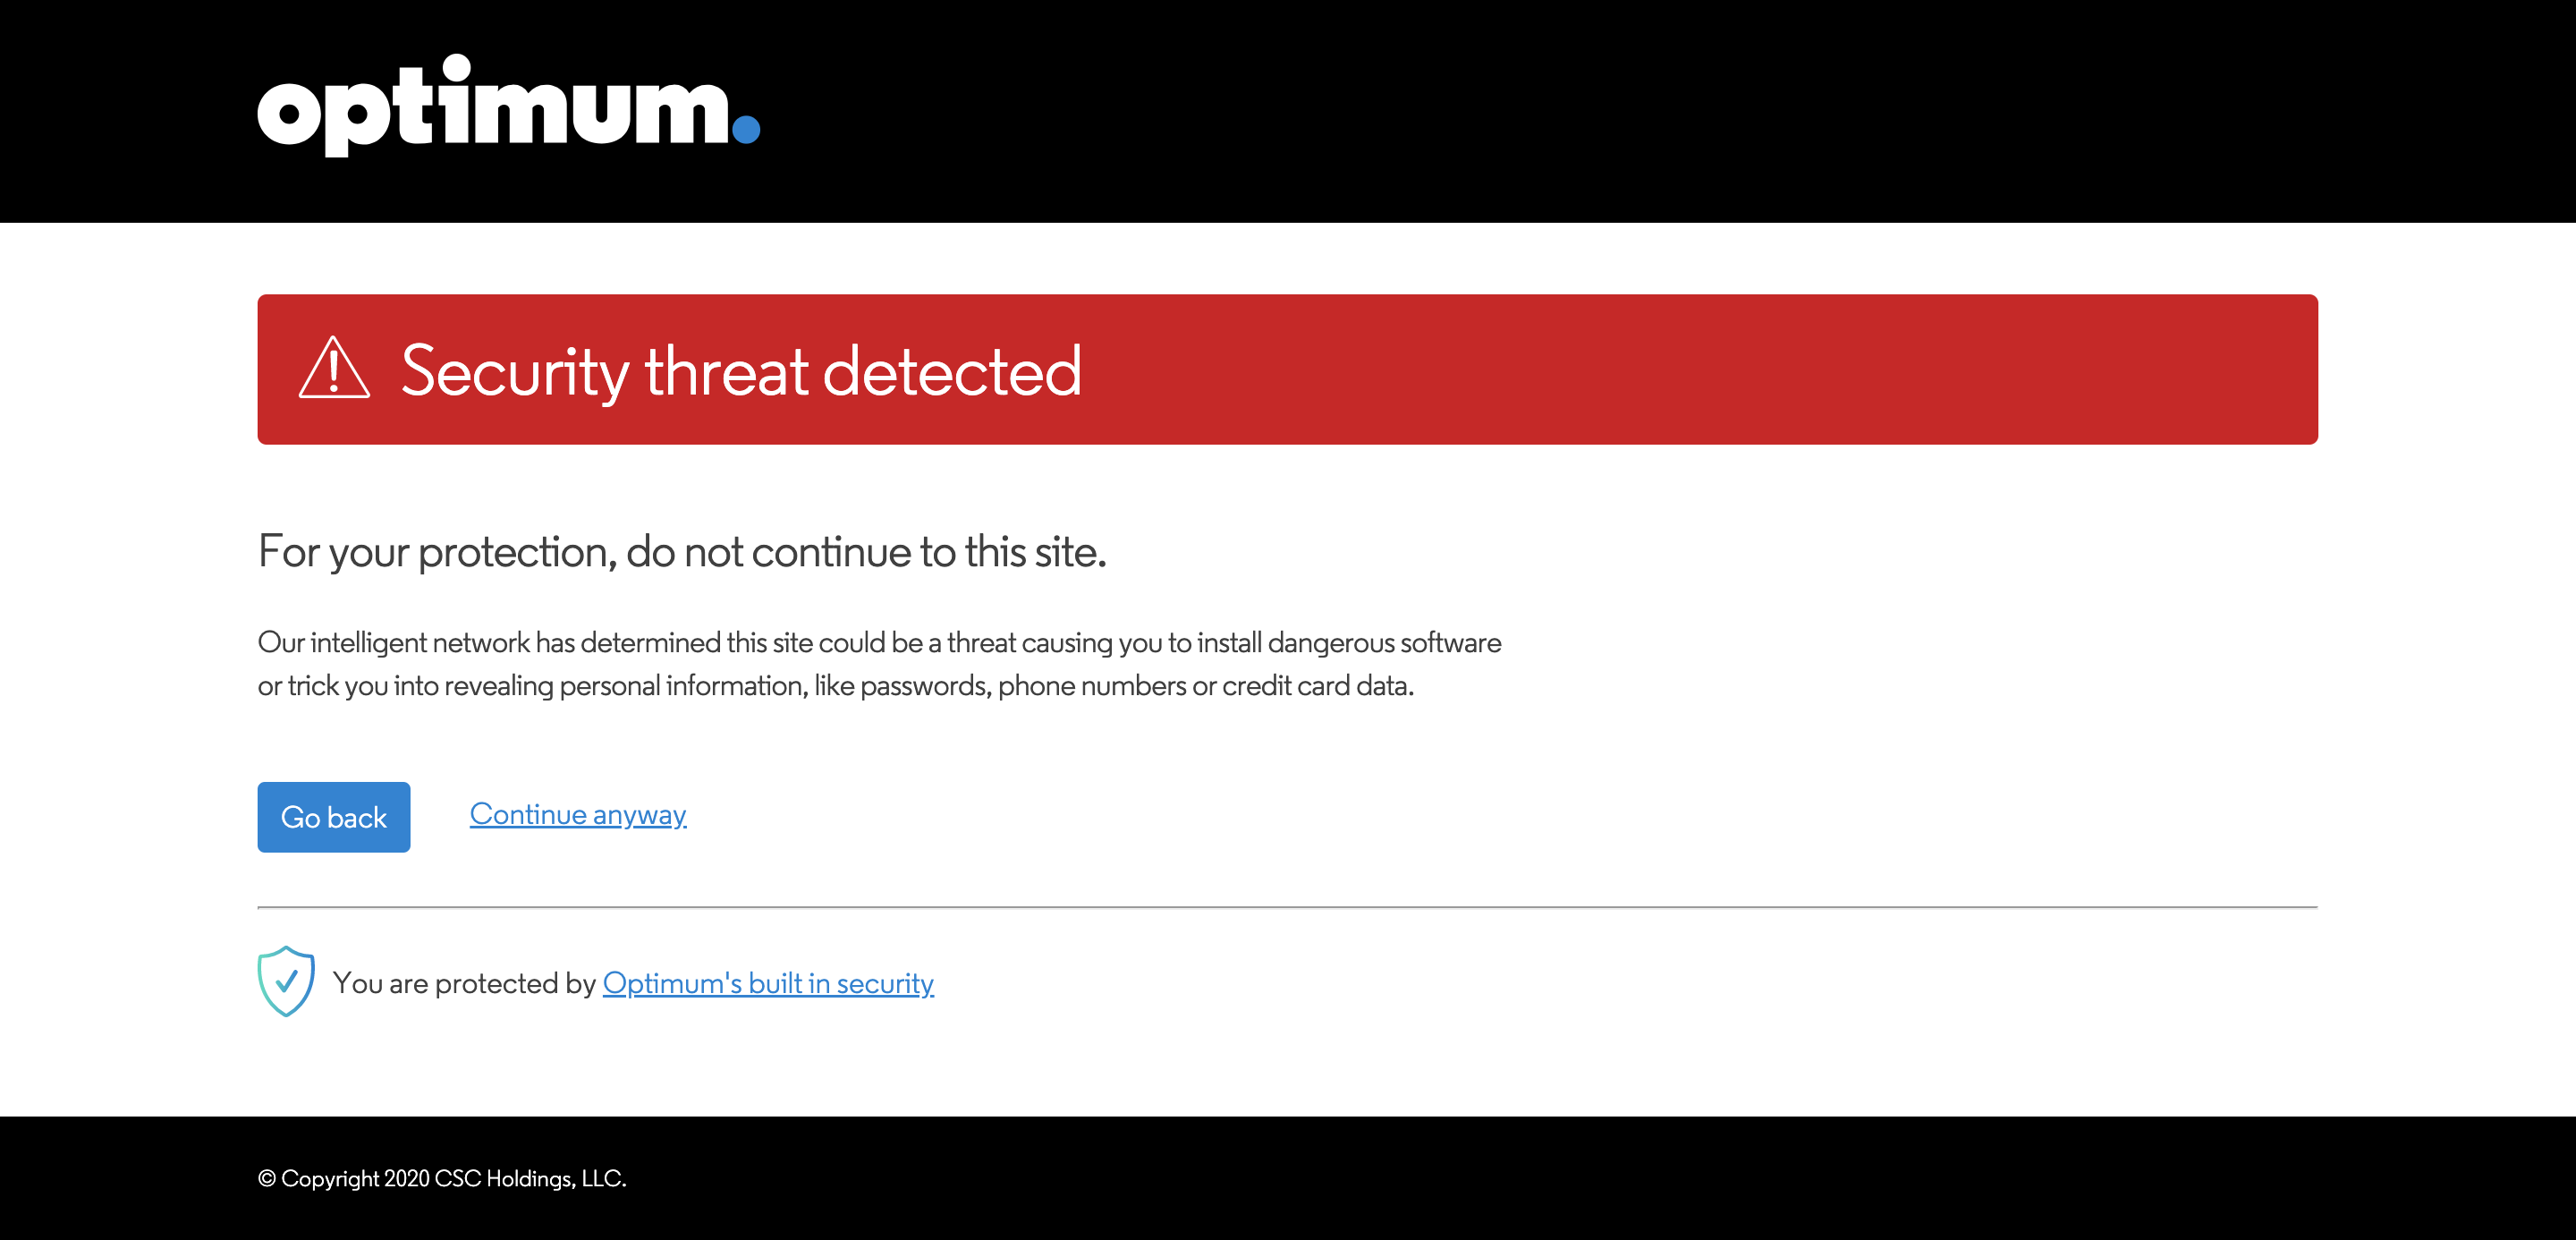 optimum.
Security threat detected
For your protection, do not continue to this site.
Our intelligent network has determined this site could be a threat causing you to install dangerous software
or trick you into revealing personal information, like passwords, phone numbers or credit card data.
Go back Continue anyway
You are protected by Optimum's built in security
© Copyright 2020 CSC Holdings, LLC.